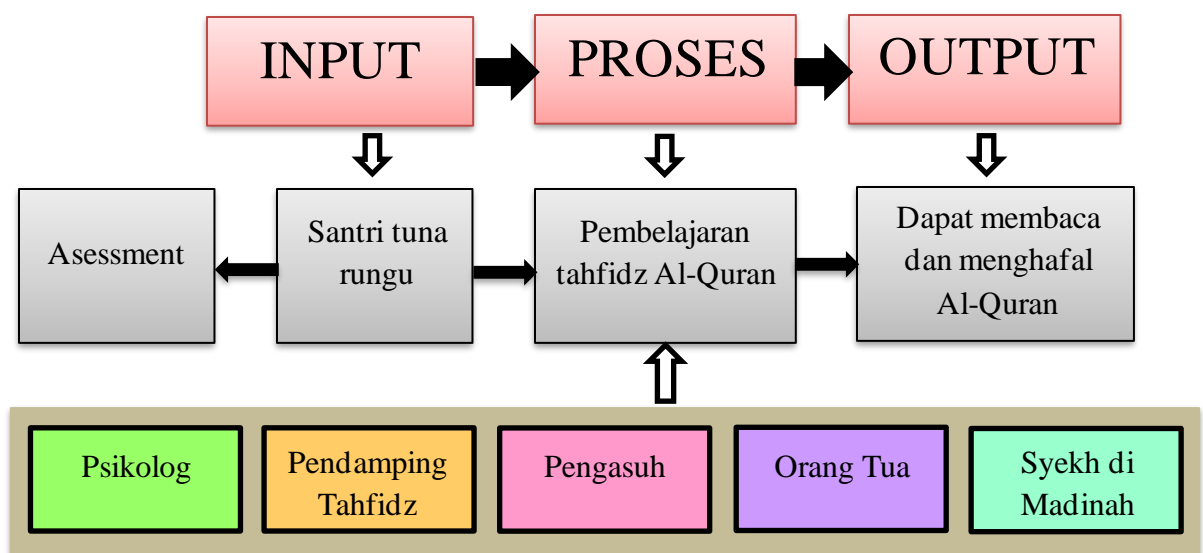 INPUT
PROSES
OUTPUT
Asessment
Santri tuna
rungu
Pembelajaran
tahfidz Al-Quran
Dapat membaca
dan menghafal
Al-Quran
Psikolog
Pendamping
Tahfidz
Pengasuh
Orang Tua
Syekh di
Madinah